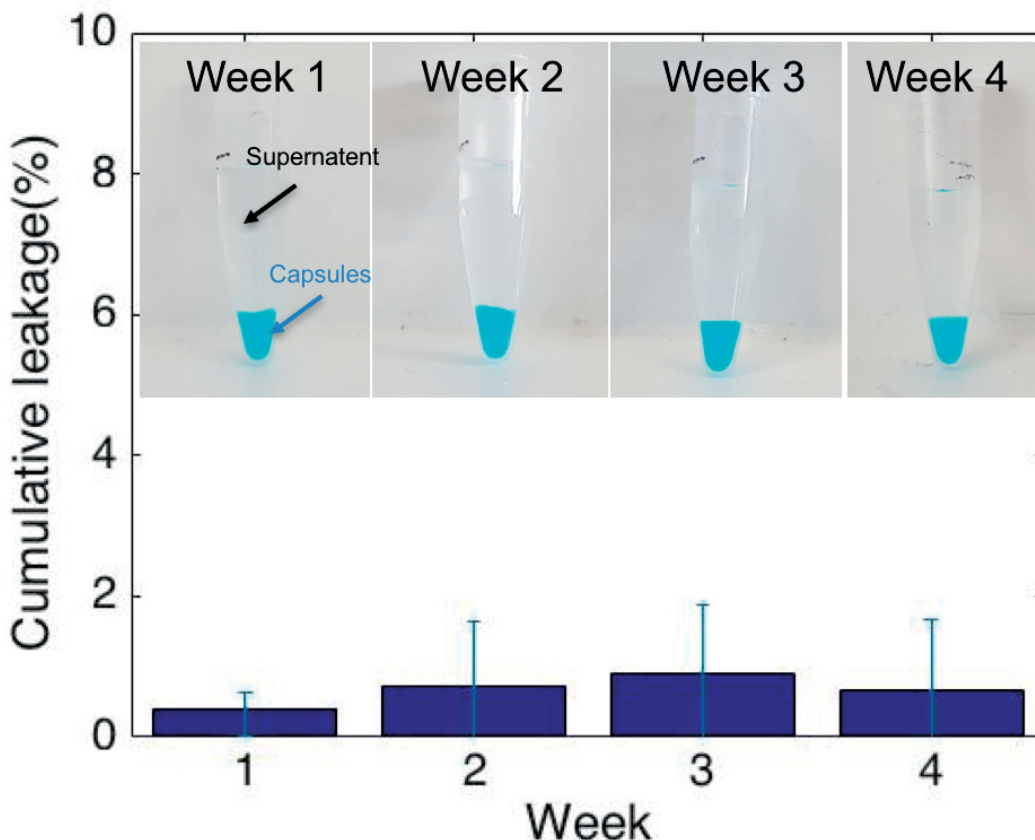 10
8
6
4
2
0
Cumulative leakage(%)
Week 1
Week 2
Week 3
Week 4
Supernatent
Capsules
1
2
3
4
Week